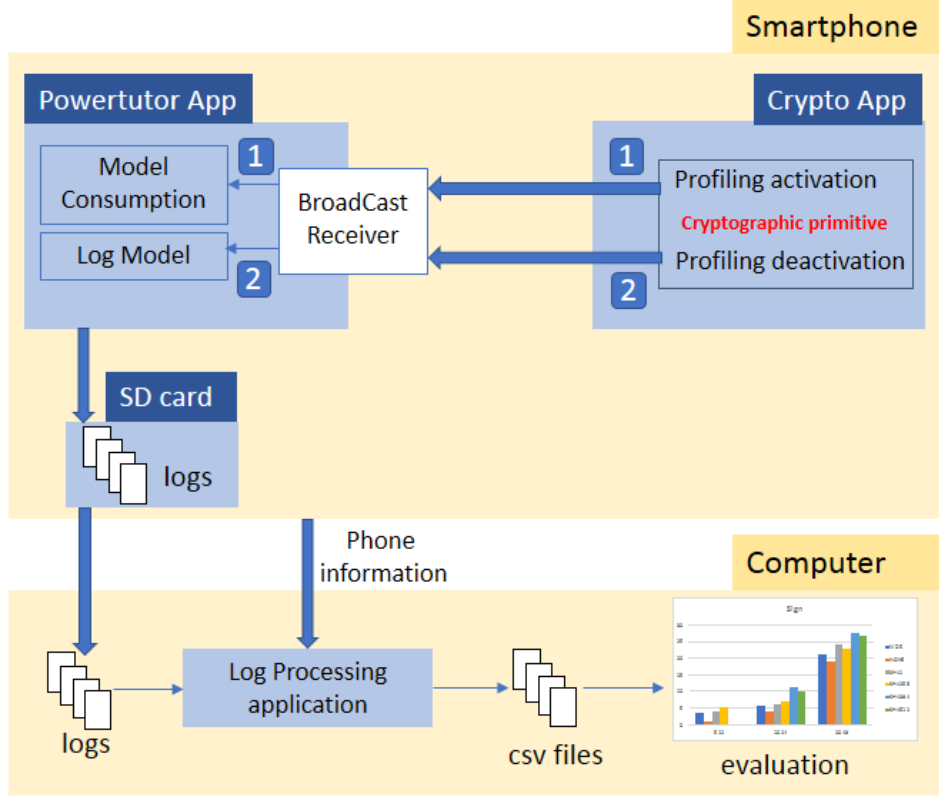 Smartphone
Powertutor App
Crypto App
1
1
Model
Consumption
BroadCast
Receiver
Profiling activation
Cryptographic primitive
Log Model
Profiling deactivation
2
2
SD card
logs
Phone
information
Computer
Sign
Log Processing
application
logs
csv files
evaluation